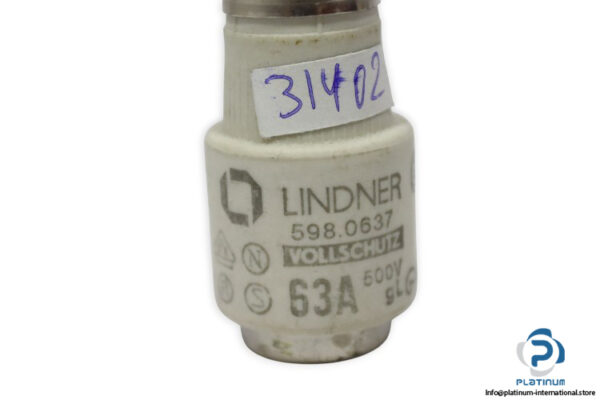 31402
LINDNER
598.0637
VOLLSCHUTZ
N
63A 500V
S
gL
PLATINUM
Info@platinum-international.store